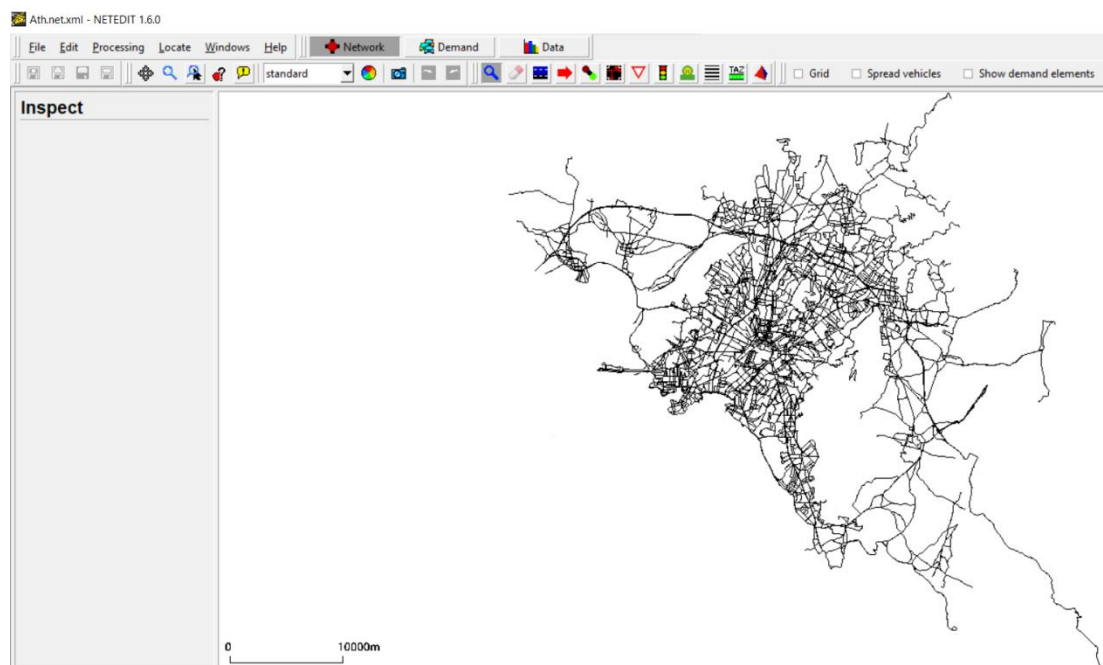 Ath.net.xml - NETEDIT 1.6.0
File Edit Processing Locate Windows Help Network Demand Data
standard TAZ Grid Spread vehicles Show demand elements
Inspect
0 10000m